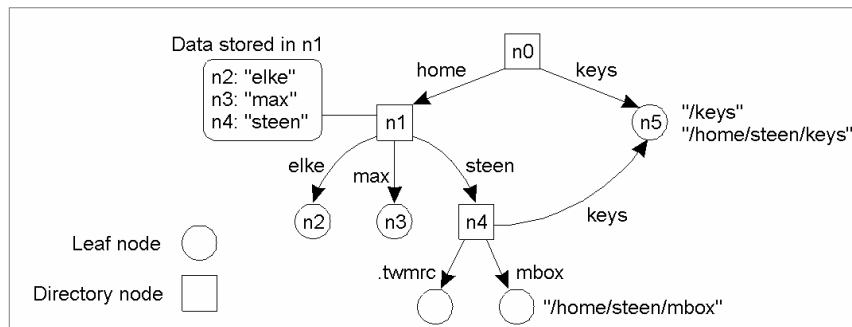 Data stored in n1
n2: "elke"
n3: "max"
n4: "steen"
n0
home
keys
n1
n5
"/keys"
"/home/steen/keys"
elke
max
steen
n2
n3
n4
keys
Leaf node
.twmrc
mbox
Directory node
"/home/steen/mbox"